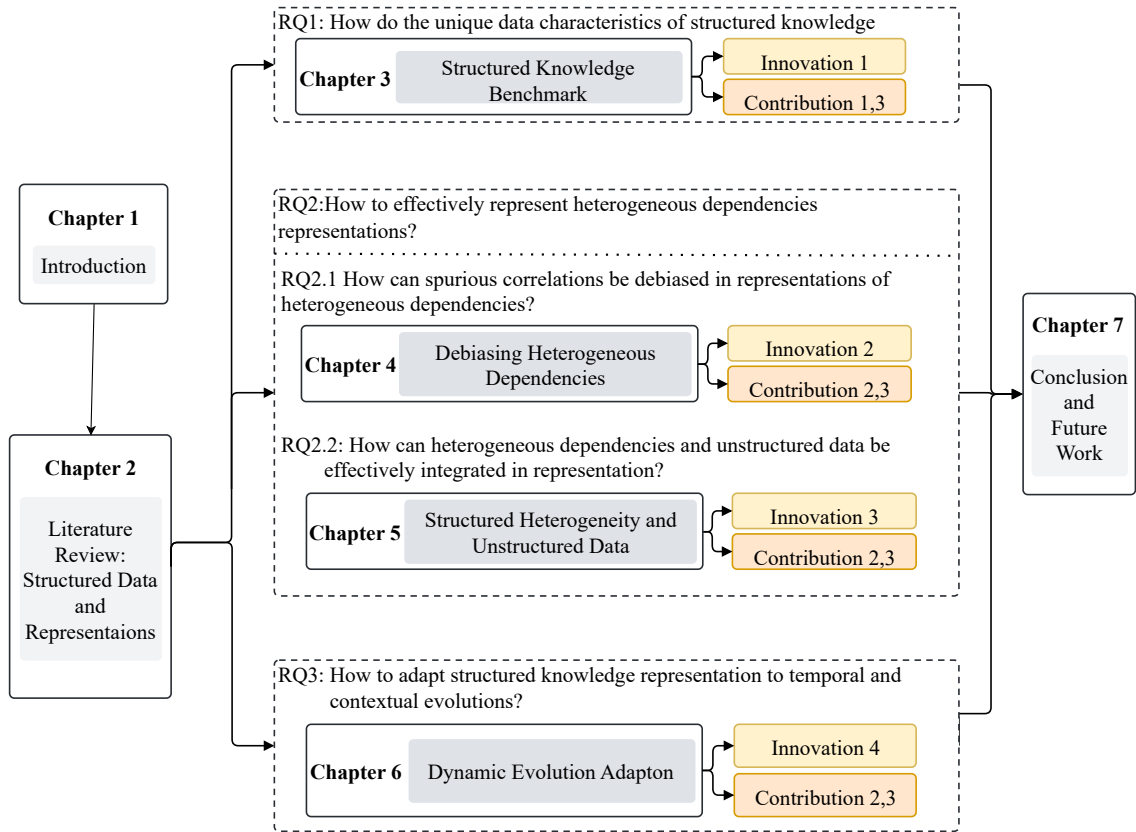 Chapter 1
Introduction
Chapter 2
Literature
Review:
Structured Data
and
Representaions
RQ1: How do the unique data characteristics of structured knowledge
Chapter 3
Structured Knowledge
Benchmark
Innovation 1
Contribution 1,3
RQ2:How to effectively represent heterogeneous dependencies
representations?
RQ2.1 How can spurious correlations be debiased in representations of
heterogeneous dependencies?
Chapter 4
Debiasing Heterogeneous
Dependencies
Innovation 2
Contribution 2,3
RQ2.2: How can heterogeneous dependencies and unstructured data be
effectively integrated in representation?
Chapter 5
Structured Heterogeneity and
Unstructured Data
Innovation 3
Contribution 2,3
RQ3: How to adapt structured knowledge representation to temporal and
contextual evolutions?
Chapter 6
Dynamic Evolution Adapton
Innovation 4
Contribution 2,3
Chapter 7
Conclusion
and
Future
Work